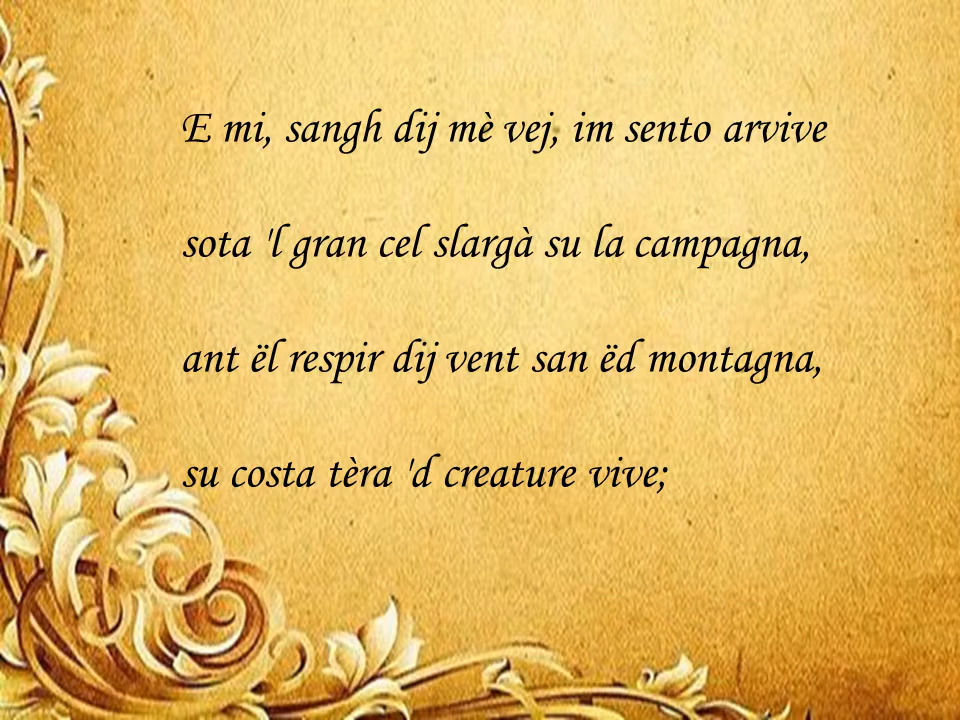 E mi, sangh dij mè vej, im sento arvive
sota 'l gran cel slargà su la campagna,
ant ël respir dij vent san ëd montagna,
su costa tèra 'd creature vive;